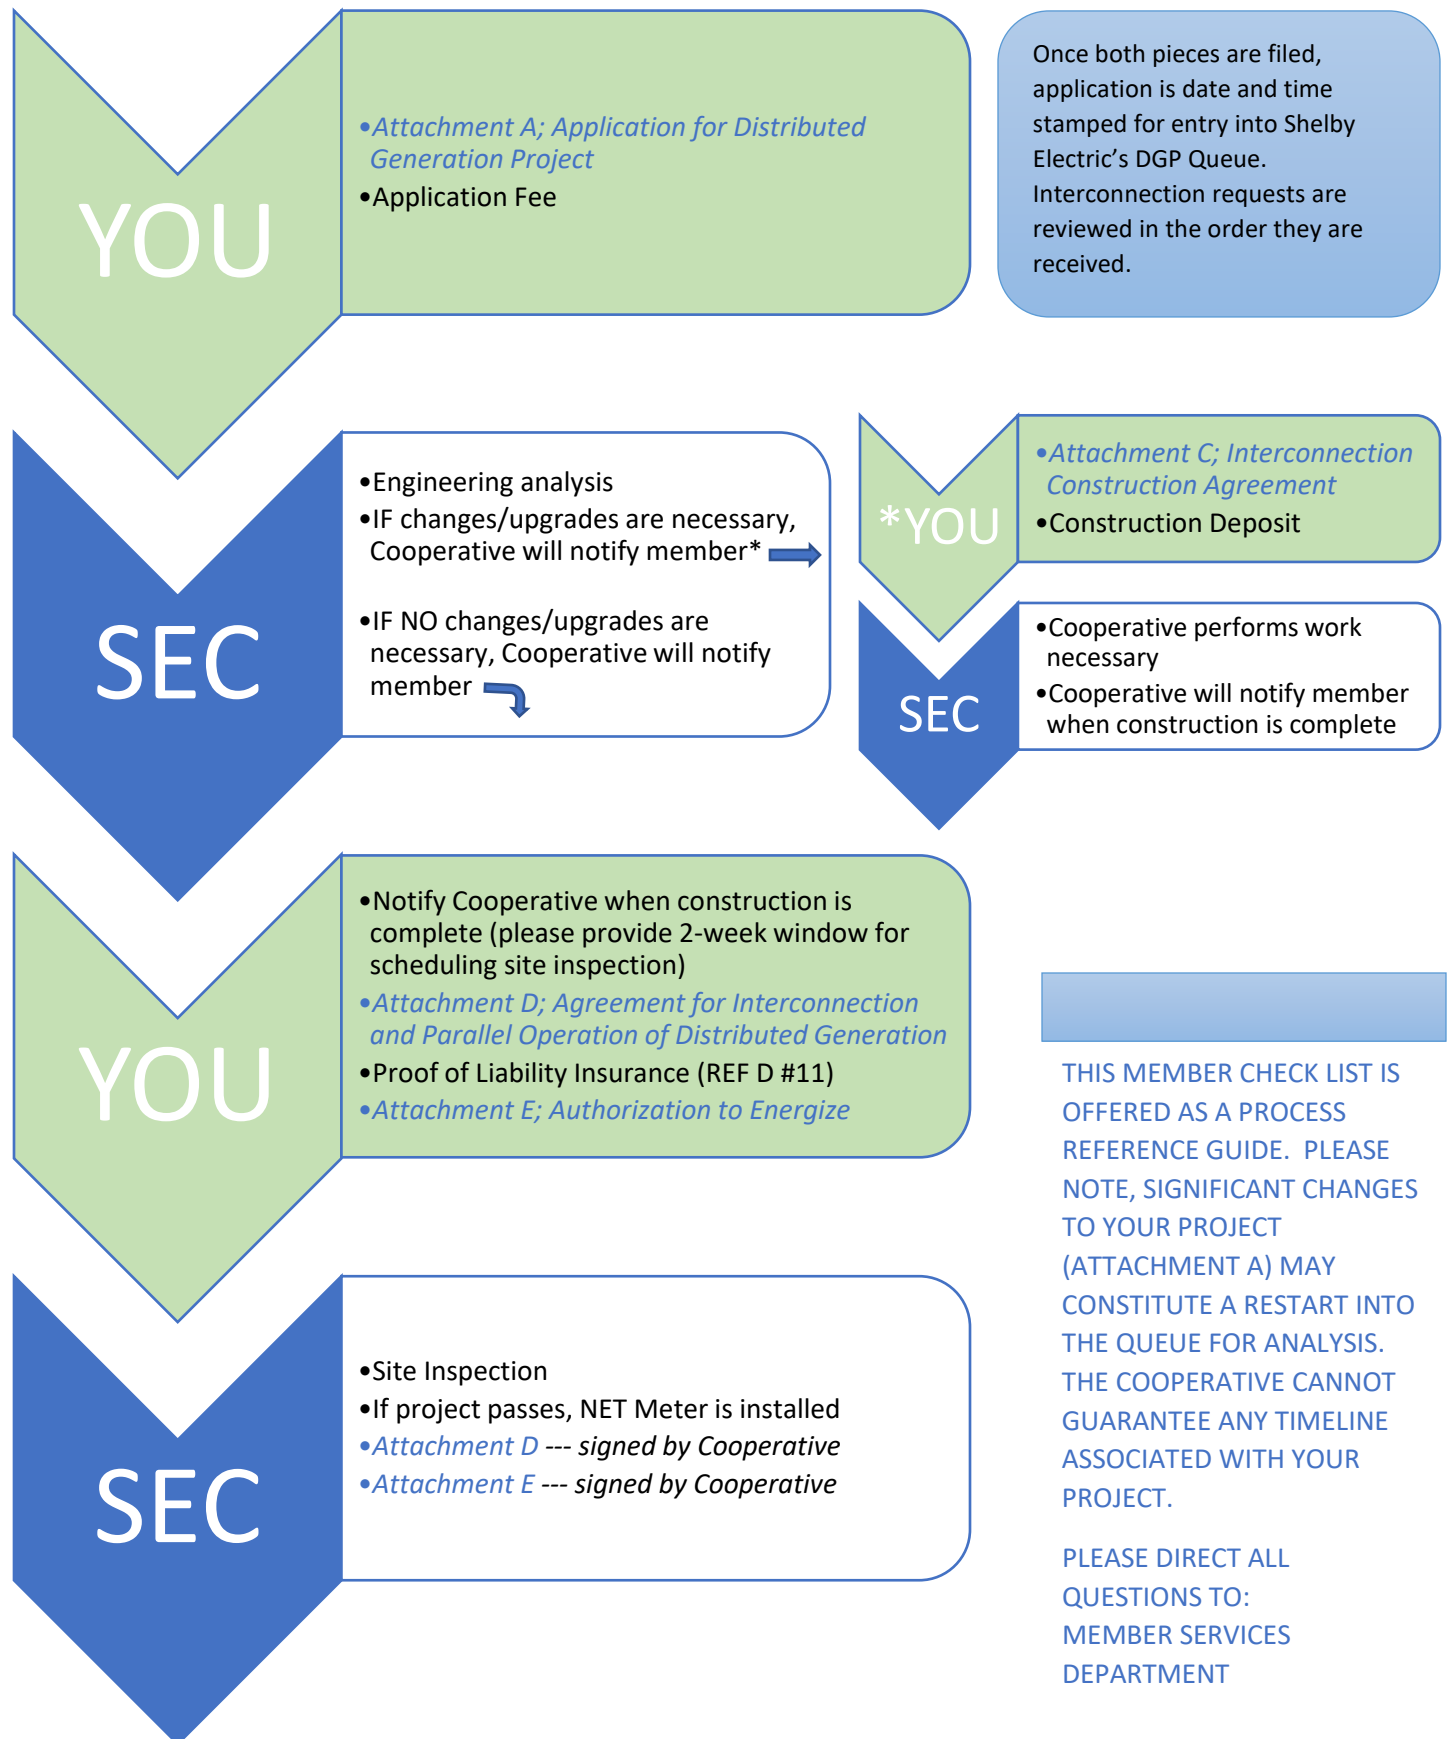 YOU
•Attachment A; Application for Distributed
Generation Project
•Application Fee
Once both pieces are filed,
application is date and time
stamped for entry into Shelby
Electric’s DGP Queue.
Interconnection requests are
reviewed in the order they are
received.
SEC
•Engineering analysis
•IF changes/upgrades are necessary,
Cooperative will notify member*
•IF NO changes/upgrades are
necessary, Cooperative will notify
member
*YOU
•Attachment C; Interconnection
Construction Agreement
•Construction Deposit
SEC
•Cooperative performs work
necessary
•Cooperative will notify member
when construction is complete
YOU
•Notify Cooperative when construction is
complete (please provide 2-week window for
scheduling site inspection)
•Attachment D; Agreement for Interconnection
and Parallel Operation of Distributed Generation
•Proof of Liability Insurance (REF D #11)
•Attachment E; Authorization to Energize
SEC
•Site Inspection
•If project passes, NET Meter is installed
•Attachment D --- signed by Cooperative
•Attachment E --- signed by Cooperative
THIS MEMBER CHECK LIST IS
OFFERED AS A PROCESS
REFERENCE GUIDE. PLEASE
NOTE, SIGNIFICANT CHANGES
TO YOUR PROJECT
(ATTACHMENT A) MAY
CONSTITUTE A RESTART INTO
THE QUEUE FOR ANALYSIS.
THE COOPERATIVE CANNOT
GUARANTEE ANY TIMELINE
ASSOCIATED WITH YOUR
PROJECT.
PLEASE DIRECT ALL
QUESTIONS TO:
MEMBER SERVICES
DEPARTMENT